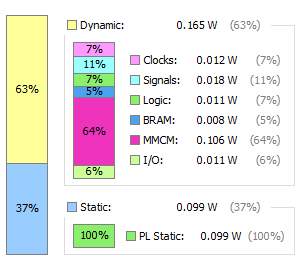 Dynamic: 0.165 W (63%)
63%
7% Clocks: 0.012 W (7%)
11% Signals: 0.018 W (11%)
7% Logic: 0.011 W (7%)
5% BRAM: 0.008 W (5%)
64% MMCM: 0.106 W (64%)
6% I/O: 0.011 W (6%)
37%
Static: 0.099 W (37%)
100% PL Static: 0.099 W (100%)